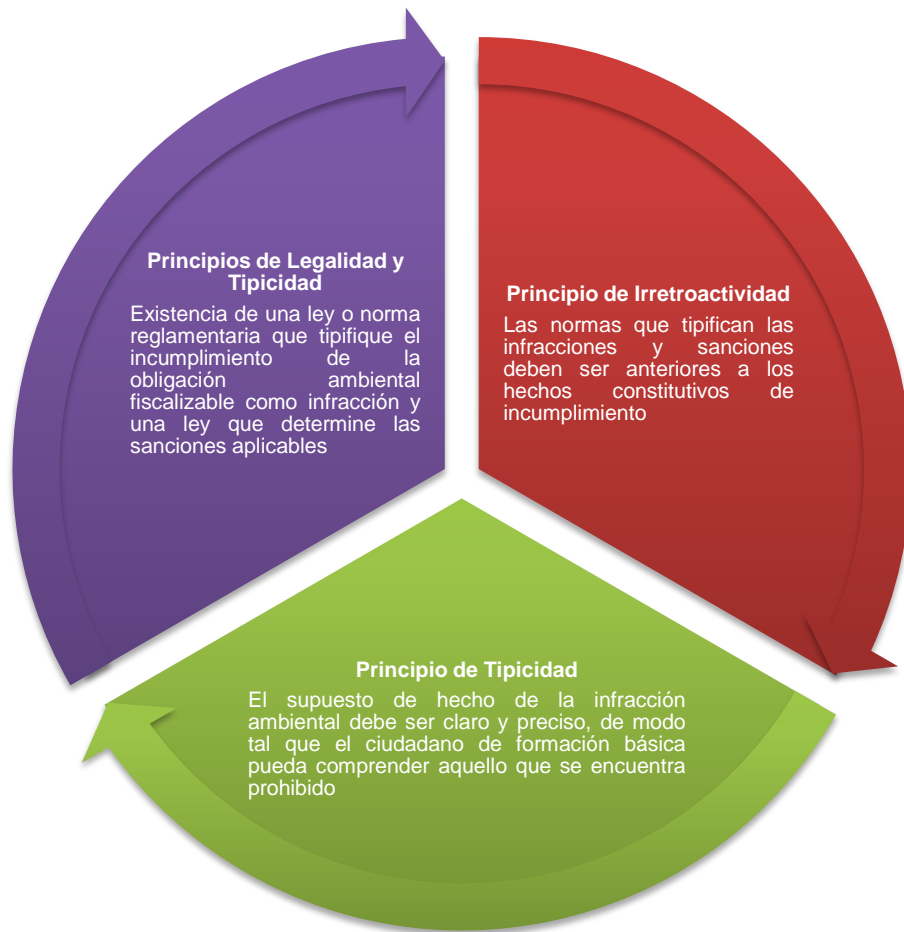 Principios de Legalidad y
Tipicidad
Existencia de una ley o norma
reglamentaria que tipifique el
incumplimiento de la
obligación ambiental
fiscalizable como infracción y
una ley que determine las
sanciones aplicables
Principio de Irretroactividad
Las normas que tipifican las
infracciones y sanciones
deben ser anteriores a los
hechos constitutivos de
incumplimiento
Principio de Tipicidad
El supuesto de hecho de la infracción
ambiental debe ser claro y preciso, de modo
tal que el ciudadano de formación básica
pueda comprender aquello que se encuentra
prohibido